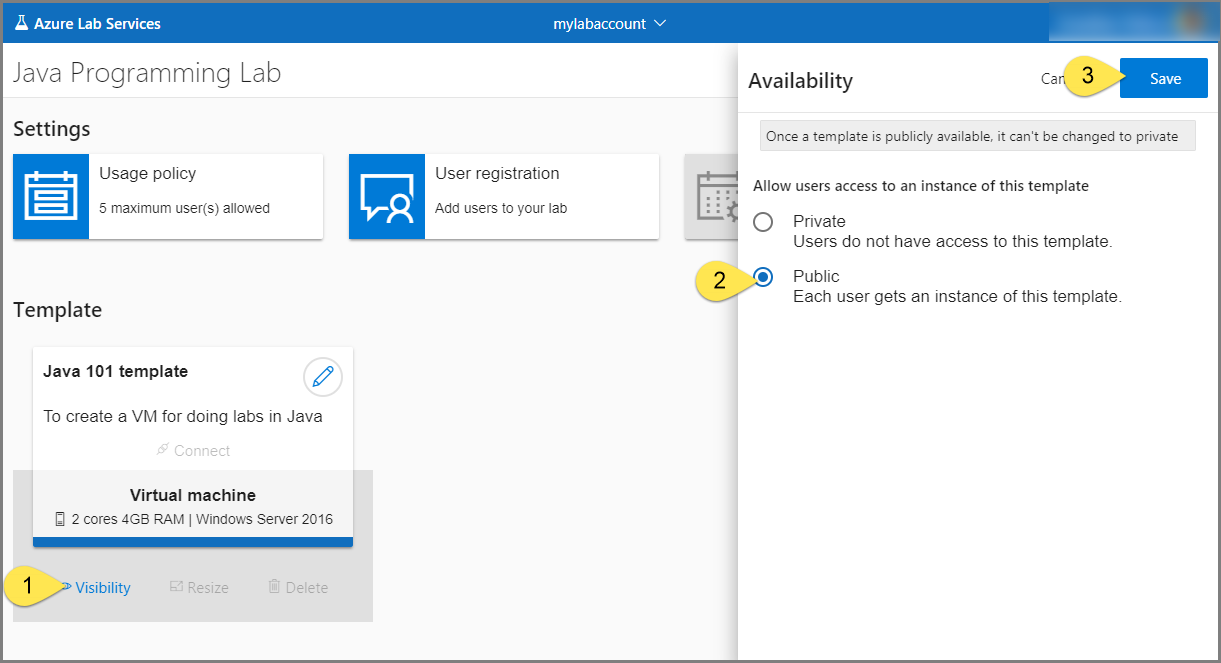 Azure Lab Services
mylabaccount
Java Programming Lab
Settings
Usage policy
5 maximum user(s) allowed
User registration
Add users to your lab
Template
Java 101 template
To create a VM for doing labs in Java
Connect
Virtual machine
2 cores 4GB RAM | Windows Server 2016
1
Visibility
Resize
Delete
Availability
3
Save
Once a template is publicly available, it can't be changed to private
Allow users access to an instance of this template
Private
Users do not have access to this template.
2
Public
Each user gets an instance of this template.